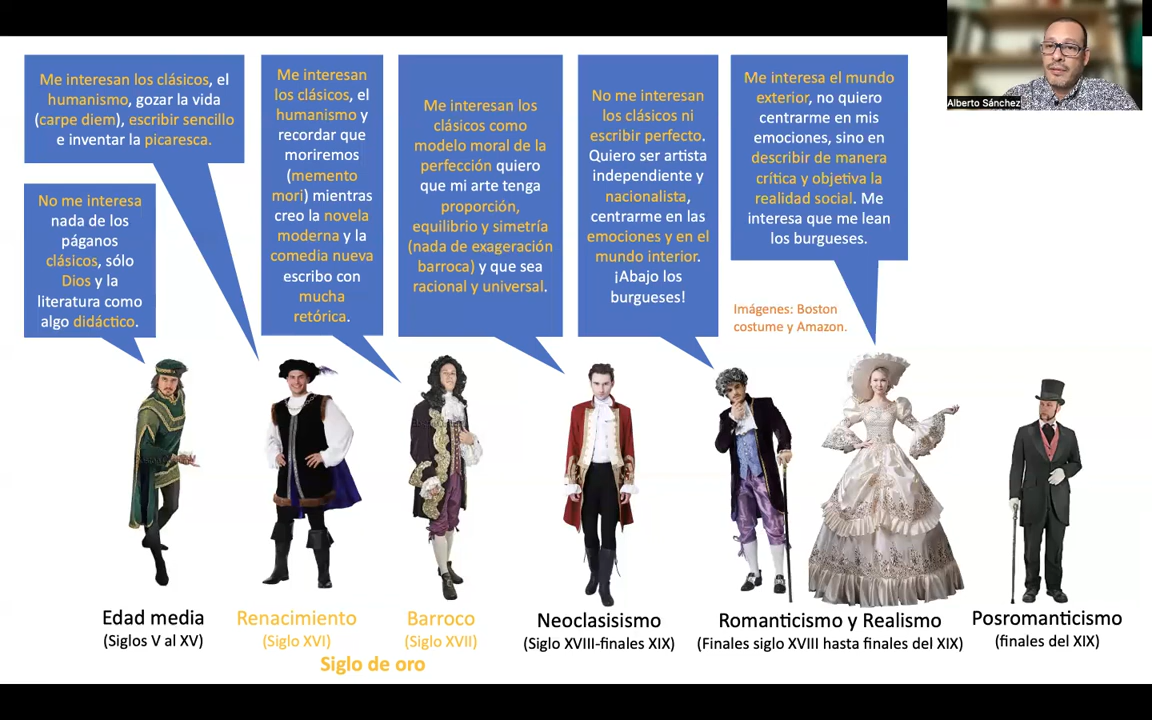 Alberto Sánchez
Me interesan los clásicos, el
humanismo, gozar la vida
(carpe diem), escribir sencillo
e inventar la picaresca.
No me interesa
nada de los
páganos
clásicos, sólo
Dios y la
literatura como
algo didáctico.
Me interesan
los clásicos, el
humanismo y
recordar que
moriremos
(memento
mori) mientras
creo la novela
moderna y la
comedia nueva
escribo con
mucha
retórica.
Me interesan los
clásicos como
modelo moral de la
perfección quiero
que mi arte tenga
proporción,
equilibrio y simetría
(nada de exageración
barroca) y que sea
racional y universal.
No me interesan
los clásicos ni
escribir perfecto.
Quiero ser artista
independiente y
nacionalista,
centrarme en las
emociones y en el
mundo interior.
¡Abajo los
burgueses!
Me interesa el mundo
exterior, no quiero
centrarme en mis
emociones, sino en
describir de manera
crítica y objetiva la
realidad social. Me
interesa que me lean
los burgueses.
Imágenes: Boston
costume y Amazon.
Edad media
(Siglos V al XV)
Renacimiento
(Siglo XVI)
Barroco
(Siglo XVII)
Siglo de oro
Neoclasisismo
(Siglo XVIII-finales XIX)
Romanticismo y Realismo
(Finales siglo XVIII hasta finales del XIX)
Posromanticismo
(finales del XIX)